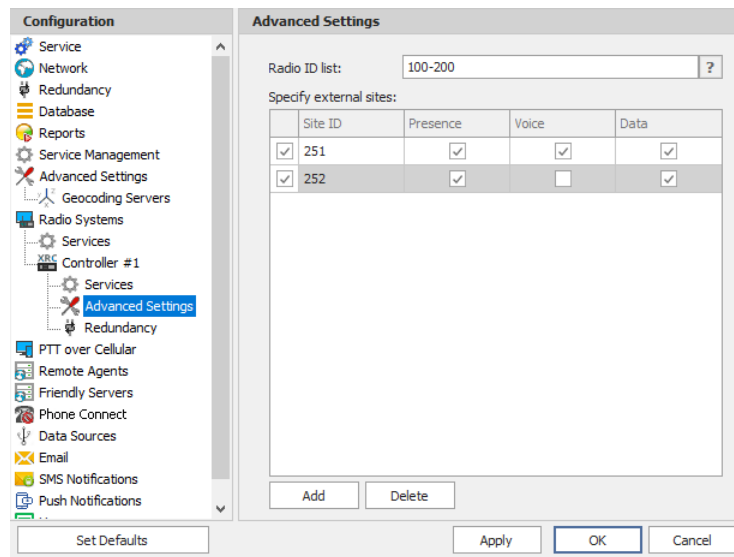 Configuration
Service
Network
Redundancy
Database
Reports
Service Management
Advanced Settings
Geocoding Servers
Radio Systems
Services
XRC Controller #1
Services
Advanced Settings
Redundancy
PTT over Cellular
Remote Agents
Friendly Servers
Phone Connect
Data Sources
Email
SMS Notifications
Push Notifications
Set Defaults
Advanced Settings
Radio ID list: 100-200 ?
Specify external sites:
Site ID Presence Voice Data
251
252
Add Delete
Apply OK Cancel